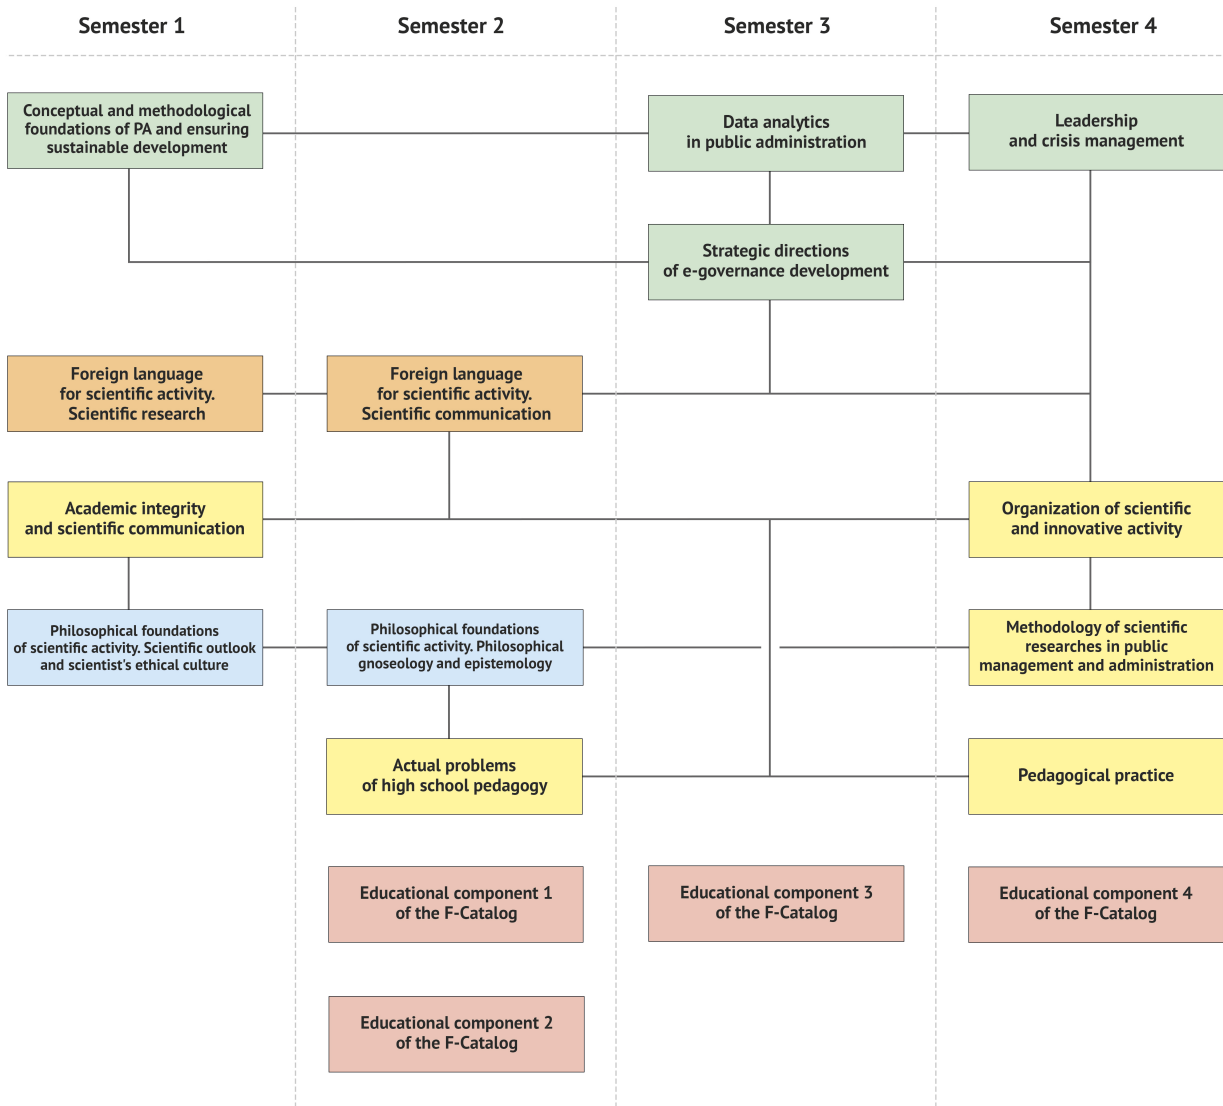 Semester 1
Semester 2
Semester 3
Semester 4
Conceptual and methodological
foundations of PA and ensuring
sustainable development
Data analytics
in public administration
Leadership
and crisis management
Strategic directions
of e-governance development
Foreign language
for scientific activity.
Scientific research
Foreign language
for scientific activity.
Scientific communication
Academic integrity
and scientific communication
Organization of scientific
and innovative activity
Philosophical foundations
of scientific activity. Scientific outlook
and scientist's ethical culture
Philosophical foundations
of scientific activity. Philosophical
gnoseology and epistemology
Methodology of scientific
researches in public
management and administration
Actual problems
of high school pedagogy
Pedagogical practice
Educational component 1
of the F-Catalog
Educational component 3
of the F-Catalog
Educational component 4
of the F-Catalog
Educational component 2
of the F-Catalog